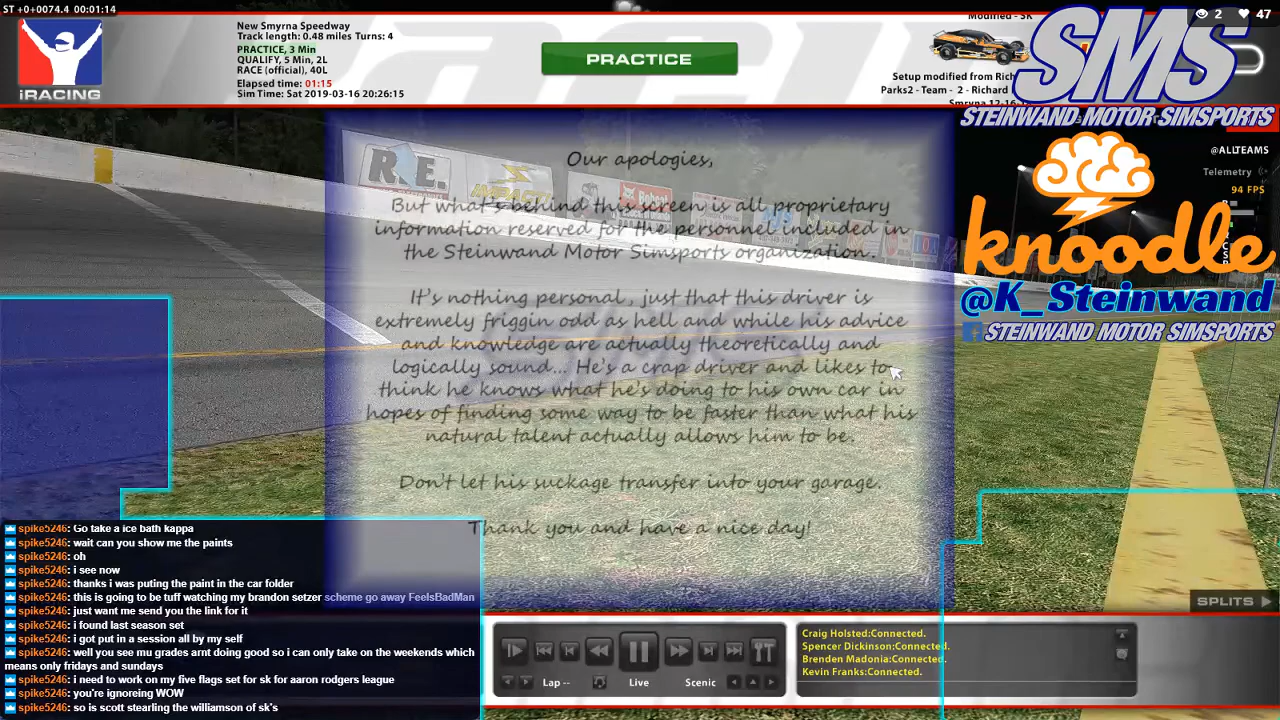 ST +0+0074.4 00:01:14
2 47
iRACING
New Smyrna Speedway
Track length: 0.48 miles Turns: 4
PRACTICE, 3 Min
QUALIFY, 5 Min, 2L
RACE (official), 40L
Elapsed time: 01:15
Sim Time: Sat 2019-03-16 20:26:15
PRACTICE
Modified - SK
Setup modified from Rich
Parks2 - Team - 2 - Richard
Smyrna 12-16-
SMS
STEINWAND MOTOR SIMSPORTS
@ALLTEAMS
Telemetry
94 FPS
knoodle
@K_Steinwand
STEINWAND MOTOR SIMSPORTS
R.E.
IMPACT
Bobcat
Our apologies,
But what's behind this screen is all proprietary
information reserved for the personnel included in
the Steinwand Motor Simsports organization.
It's nothing personal, just that this driver is
extremely friggin odd as hell and while his advice
and knowledge are actually theoretically and
logically sound... He's a crap driver and likes to
think he knows what he's doing to his own car in
hopes of finding some way to be faster than what his
natural talent actually allows him to be.
Don't let his suckage transfer into your garage.
Thank you and have a nice day!
spike5246: Go take a ice bath kappa
spike5246: wait can you show me the paints
spike5246: oh
spike5246: i see now
spike5246: thanks i was puting the paint in the car folder
spike5246: this is going to be tuff watching my brandon setzer scheme go away FeelsBadMan
spike5246: just want me send you the link for it
spike5246: i found last season set
spike5246: i got put in a session all by my self
spike5246: well you see mu grades arnt doing good so i can only take on the weekends which
means only fridays and sundays
spike5246: i need to work on my five flags set for sk for aaron rodgers league
spike5246: you're ignoreing WOW
spike5246: so is scott stearling the williamson of sk's
SPLITS
Lap --
Live
Scenic
Craig Holsted:Connected.
Spencer Dickinson:Connected.
Brenden Madonia:Connected.
Kevin Franks:Connected.